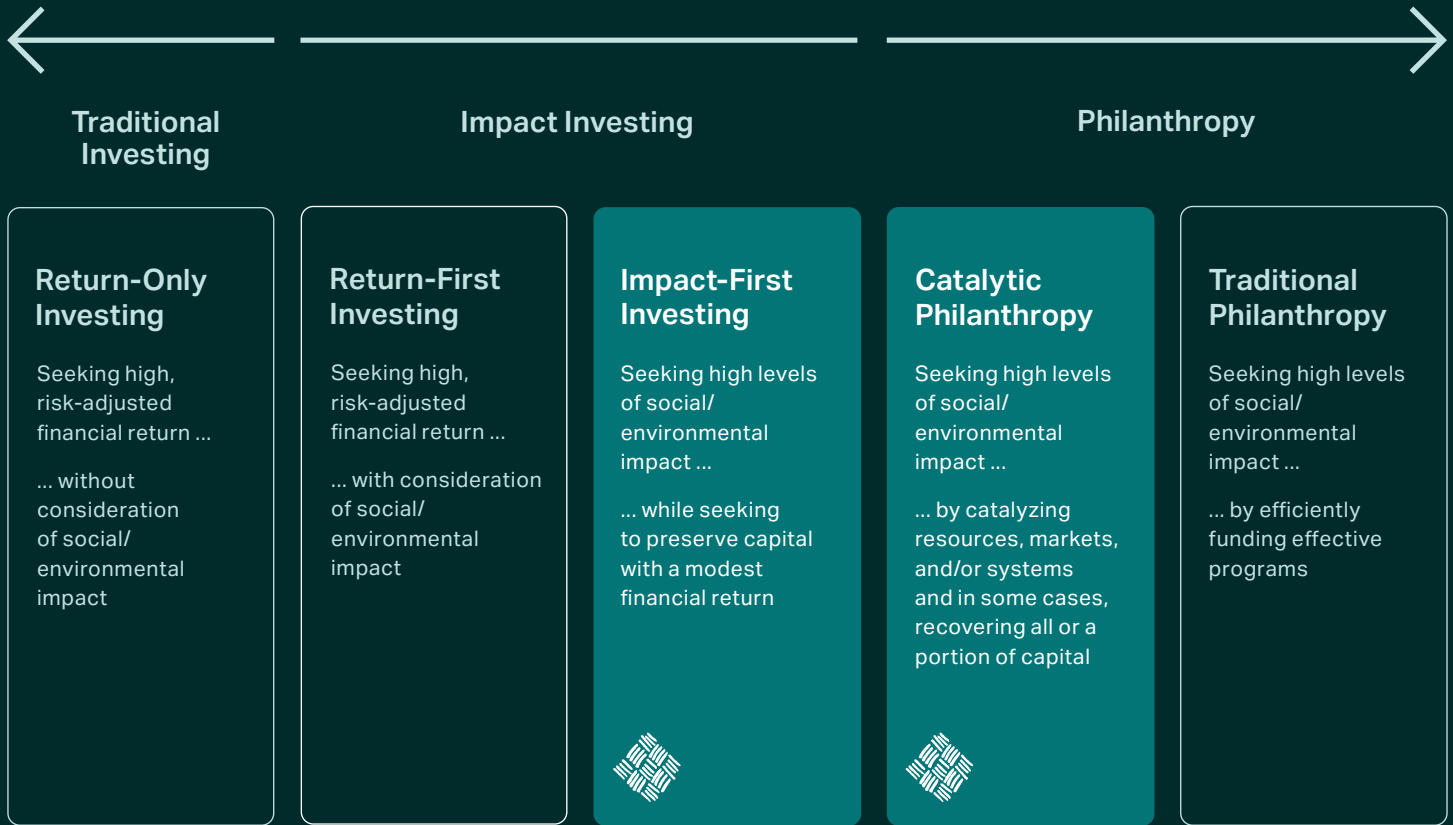 Traditional
Investing
Impact Investing
Philanthropy
Return-Only
Investing
Seeking high,
risk-adjusted
financial return ...
... without
consideration
of social/
environmental
impact
Return-First
Investing
Seeking high,
risk-adjusted
financial return ...
... with consideration
of social/
environmental
impact
Impact-First
Investing
Seeking high levels
of social/
environmental
impact ...
... while seeking
to preserve capital
with a modest
financial return
Catalytic
Philanthropy
Seeking high levels
of social/
environmental
impact ...
... by catalyzing
resources, markets,
and/or systems
and in some cases,
recovering all or a
portion of capital
Traditional
Philanthropy
Seeking high levels
of social/
environmental
impact ...
... by efficiently
funding effective
programs